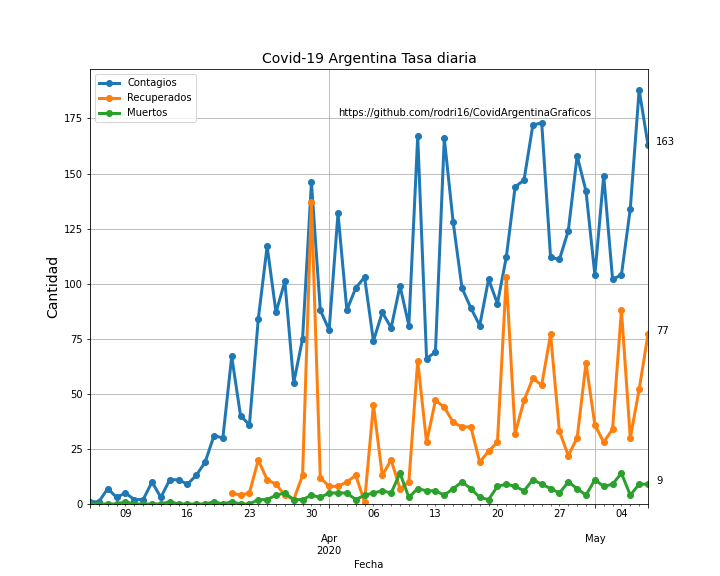 Covid-19 Argentina Tasa diaria
Contagios
Recuperados
Muertos
https://github.com/rodri16/CovidArgentinaGraficos
175
150
125
100
75
50
25
0
Cantidad
163
77
9
09 16 23 30 06 13 20 27 04
Apr May
2020
Fecha